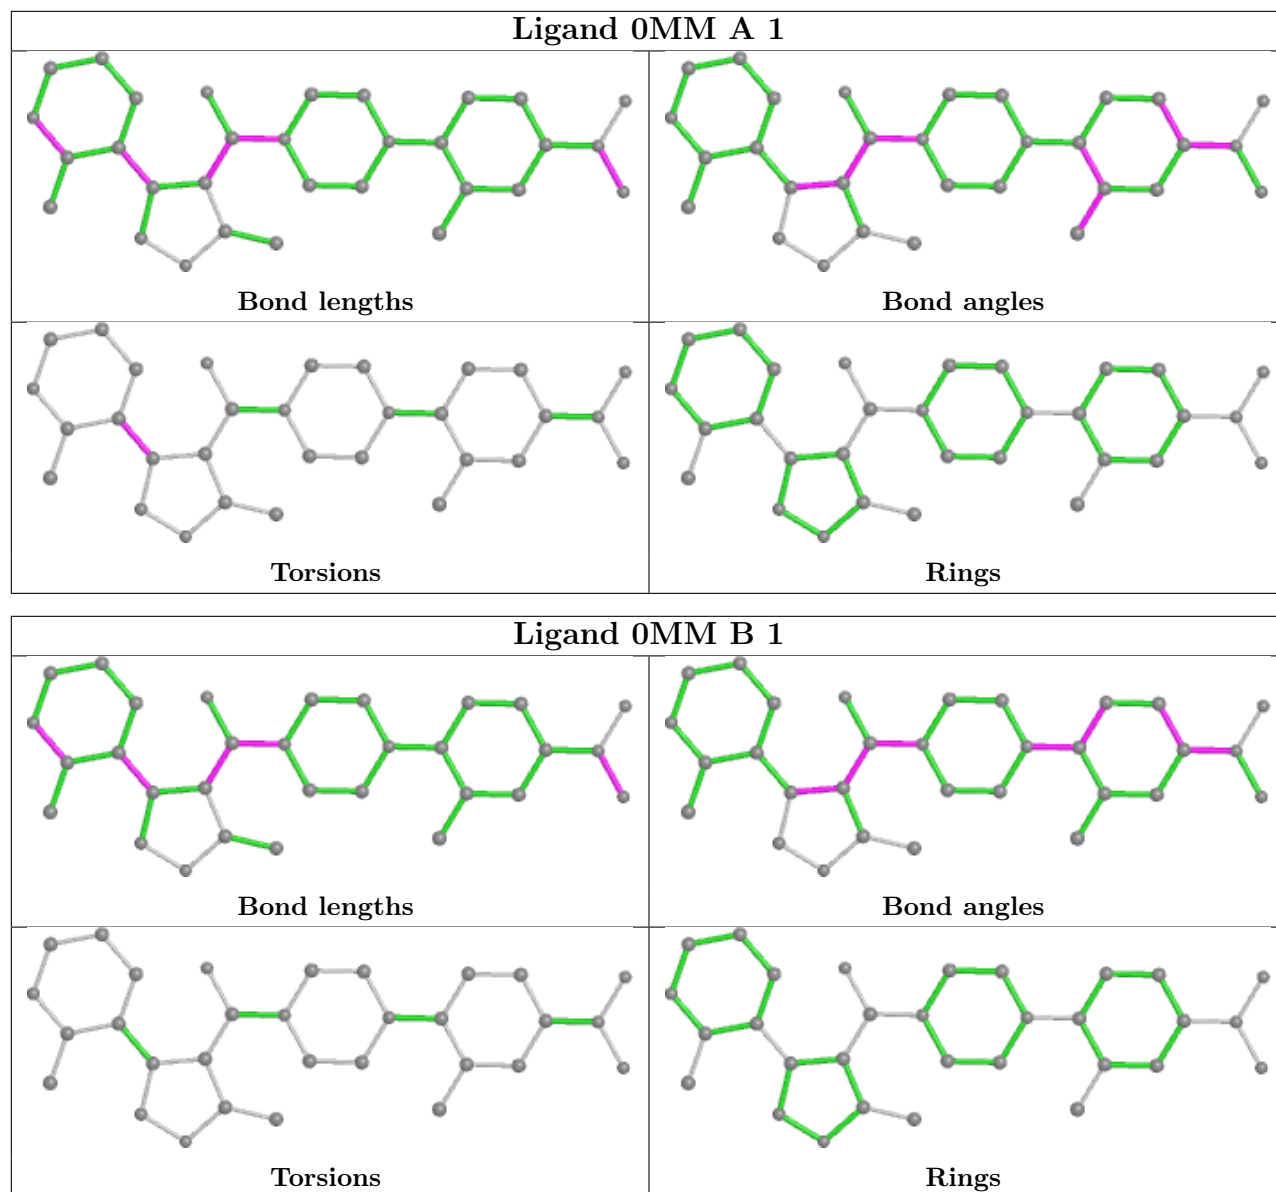 Ligand 0MM A 1
Bond lengths
Bond angles
Torsions
Rings
Ligand 0MM B 1
Bond lengths
Bond angles
Torsions
Rings